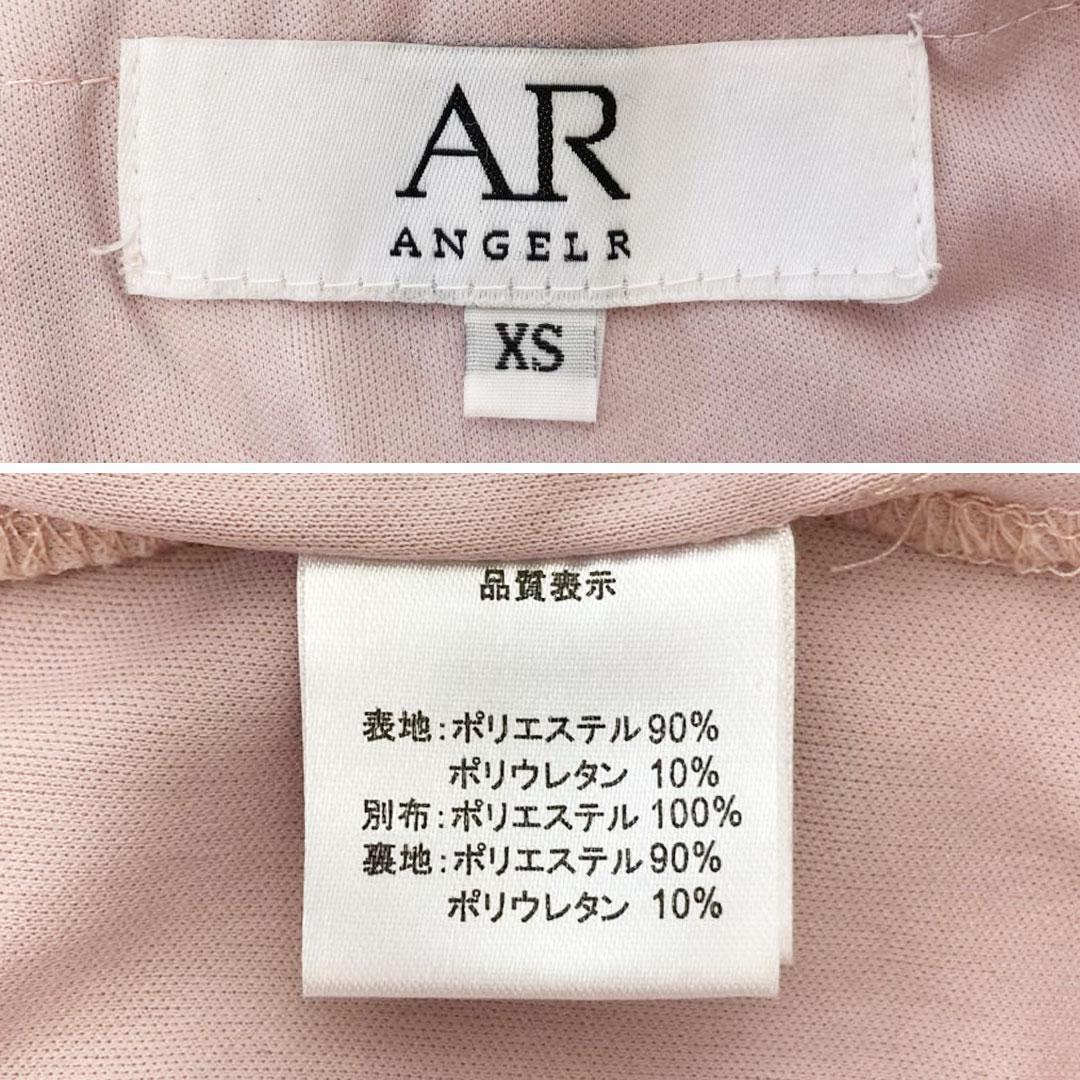 AR
ANGEL R
XS
品質表示
表地:ポリエステル90%
ポリウレタン 10%
別布:ポリエステル 100%
裏地:ポリエステル90%
ポリウレタン 10%